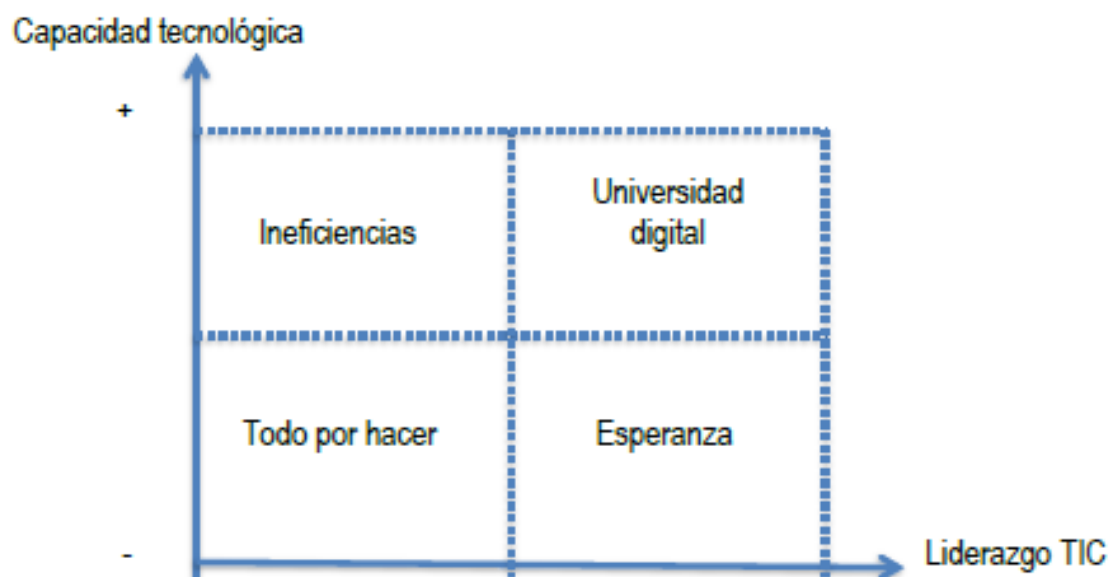 Capacidad tecnológica
+
Universidad
digital
Ineficiencias
Todo por hacer
Esperanza
-
Liderazgo TIC